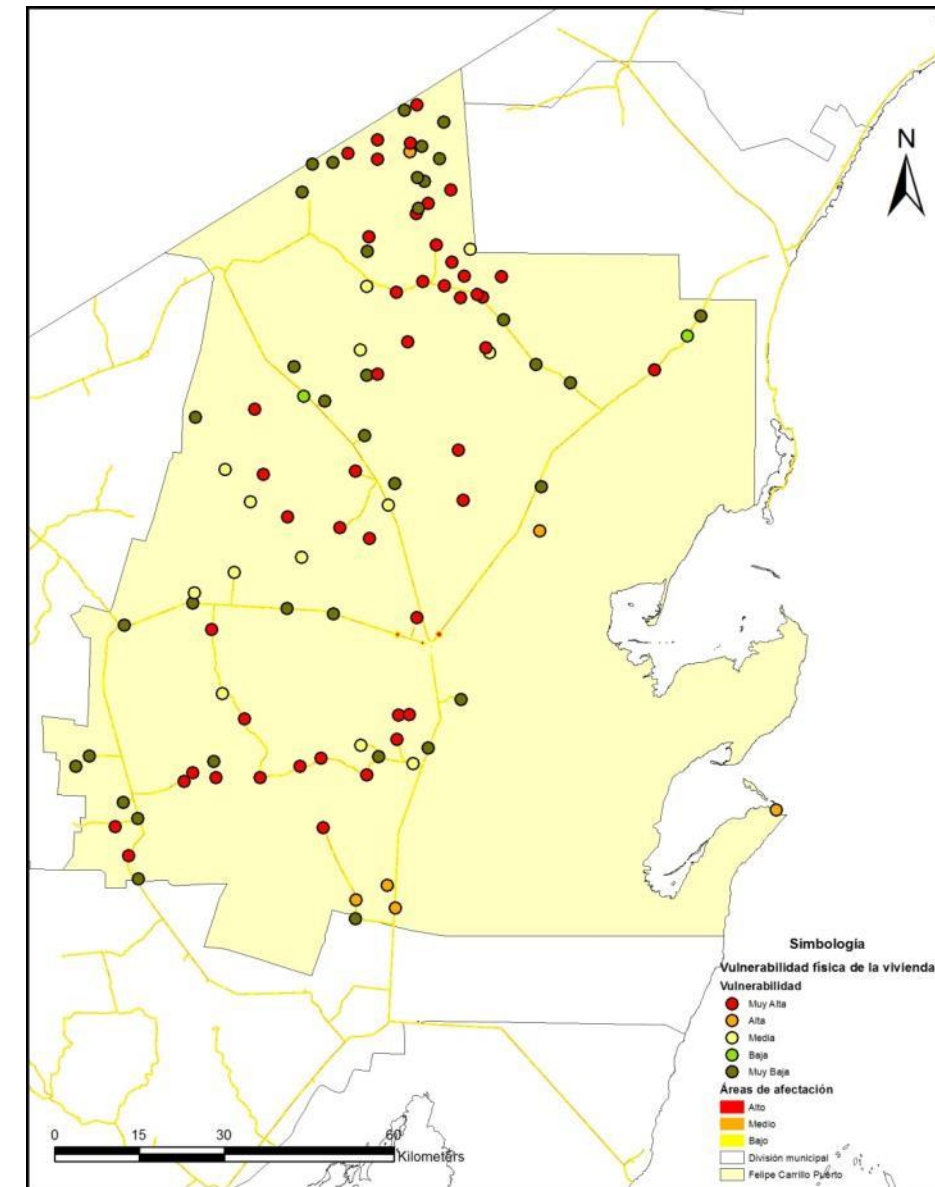 N
Simbología
Vulnerabilidad física de la vivienda
Vulnerabilidad
Muy Alta
Alta
Media
Baja
Muy Baja
Áreas de afectación
Alto
Medio
Bajo
División municipal
Felipe Carrillo Puerto
0 15 30 60
Kilometers